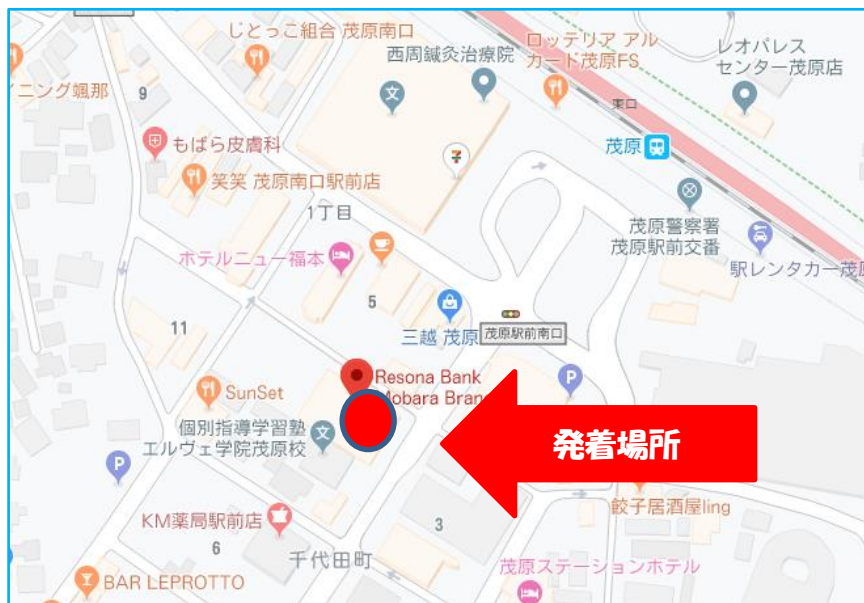 じとっこ組合 茂原南口
西周鍼灸治療院
ロッテリア アル
カード茂原FS
レオパレス
センター茂原店
イニング颯那
9
文
東口
茂原
もばら皮膚科
笑笑 茂原南口駅前店
7
1丁目
茂原警察署
茂原駅前交番
駅レンタカー茂原
ホテルニュー福本
5
11
三越 茂原
茂原駅前南口
Resona Bank
Mobara Bran
P
SunSet
発着場所
個別指導学習塾
エルヴェ学院茂原校
文
P
餃子居酒屋ling
KM薬局駅前店
3
6
千代田町
茂原ステーションホテル
BAR LEPROTTO